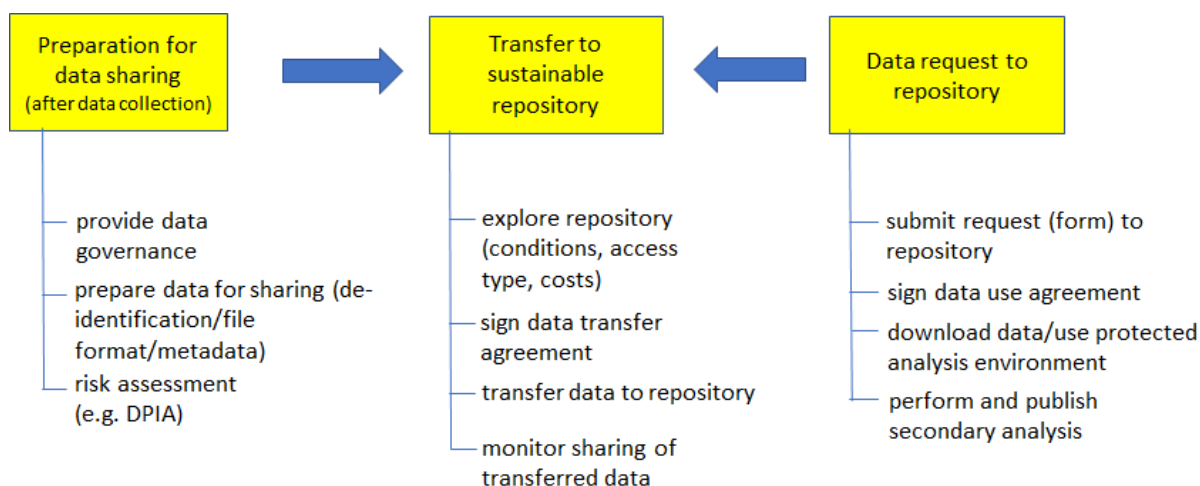 Preparation for
data sharing
(after data collection)
provide data
governance
prepare data for sharing (de-
identification/file
format/metadata)
risk assessment
(e.g. DPIA)
Transfer to
sustainable
repository
explore repository
(conditions, access
type, costs)
sign data transfer
agreement
transfer data to repository
monitor sharing of
transferred data
Data request to
repository
submit request (form) to
repository
sign data use agreement
download data/use protected
analysis environment
perform and publish
secondary analysis